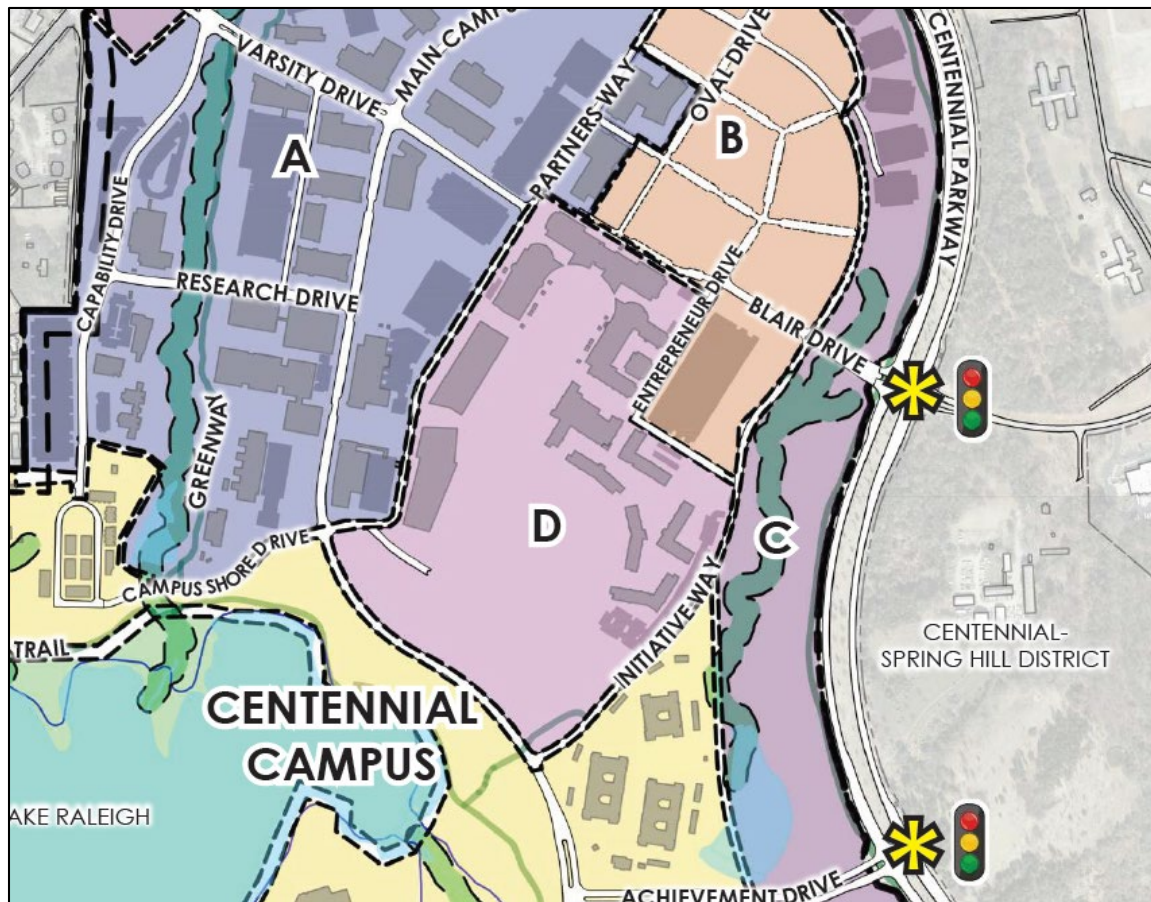 VARSITY DRIVE
MAIN CAMP
PARTNERS WAY
OVAL DRIVE
CENTENNIAL PARKWAY
A
B
CAPABILITY DRIVE
RESEARCH DRIVE
ENTREPRENEUR DRIVE
BLAIR DRIVE
GREENWAY
D
C
CAMPUS SHORE DRIVE
INITIATIVE WAY
TRAIL
CENTENNIAL-
SPRING HILL DISTRICT
CENTENNIAL
CAMPUS
AKE RALEIGH
ACHIEVEMENT DRIVE